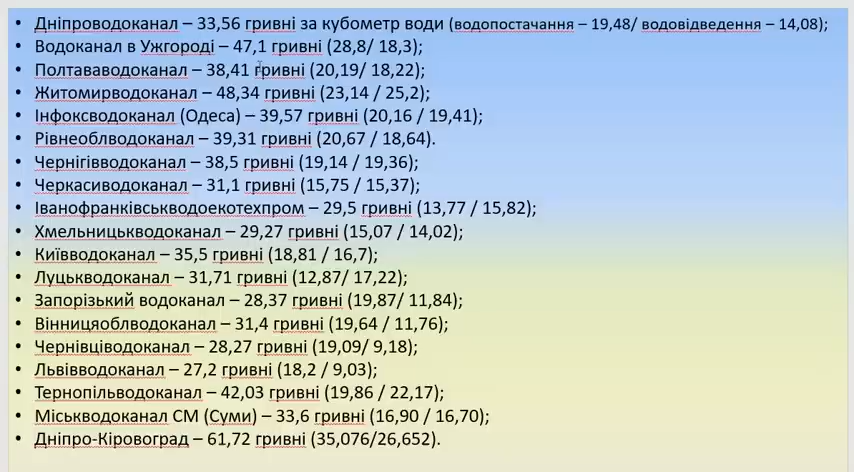 • Дніпроводоканал – 33,56 гривні за кубометр води (водопостачання – 19,48/ водовідведення – 14,08);
• Водоканал в Ужгороді – 47,1 гривні (28,8/ 18,3);
• Полтававодоканал – 38,41 гривні (20,19/ 18,22);
• Житомирводоканал – 48,34 гривні (23,14 / 25,2);
• Інфоксводоканал (Одеса) – 39,57 гривні (20,16 / 19,41);
• Рівнеоблводоканал – 39,31 гривні (20,67 / 18,64).
• Чернігівводоканал – 38,5 гривні (19,14 / 19,36);
• Черкасиводоканал – 31,1 гривні (15,75 / 15,37);
• Іванофранківськводоекотехпром – 29,5 гривні (13,77 / 15,82);
• Хмельницькводоканал – 29,27 гривні (15,07 / 14,02);
• Київводоканал – 35,5 гривні (18,81 / 16,7);
• Луцькводоканал – 31,71 гривні (12,87/ 17,22);
• Запорізький водоканал – 28,37 гривні (19,87/ 11,84);
• Вінницяоблводоканал – 31,4 гривні (19,64 / 11,76);
• Чернівціводоканал – 28,27 гривні (19,09/ 9,18);
• Львівводоканал – 27,2 гривні (18,2 / 9,03);
• Тернопільводоканал – 42,03 гривні (19,86 / 22,17);
• Міськводоканал СМ (Суми) – 33,6 гривні (16,90 / 16,70);
• Дніпро-Кіровоград – 61,72 гривні (35,076/26,652).